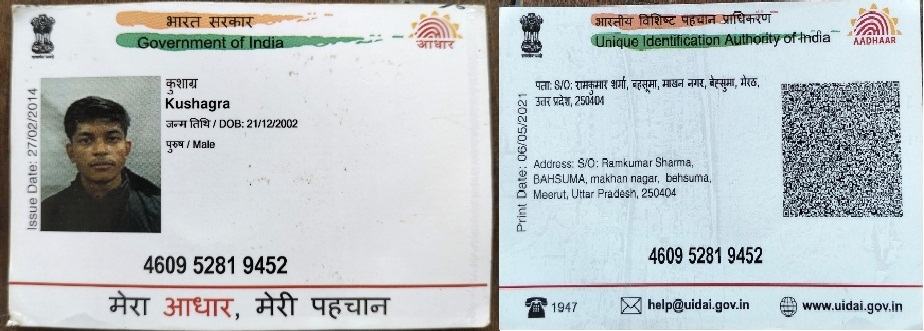 भारत सरकार
Government of India
आधार
Issue Date: 27/02/2014
कुशाग्र
Kushagra
जन्म तिथि / DOB: 21/12/2002
पुरुष / Male
4609 5281 9452
मेरा आधार, मेरी पहचान
भारतीय विशिष्ट पहचान प्राधिकरण
Unique Identification Authority of India
AADHAAR
Print Date: 06/05/2021
पता: S/O: रामकुमार शर्मा, बहसूमा, माखन नगर, बेहसुमा, मेरठ,
उत्तर प्रदेश, 250404
Address: S/O: Ramkumar Sharma,
BAHSUMA, makhan nagar, behsuma,
Meerut, Uttar Pradesh, 250404
4609 5281 9452
1947
help@uidai.gov.in
www.uidai.gov.in